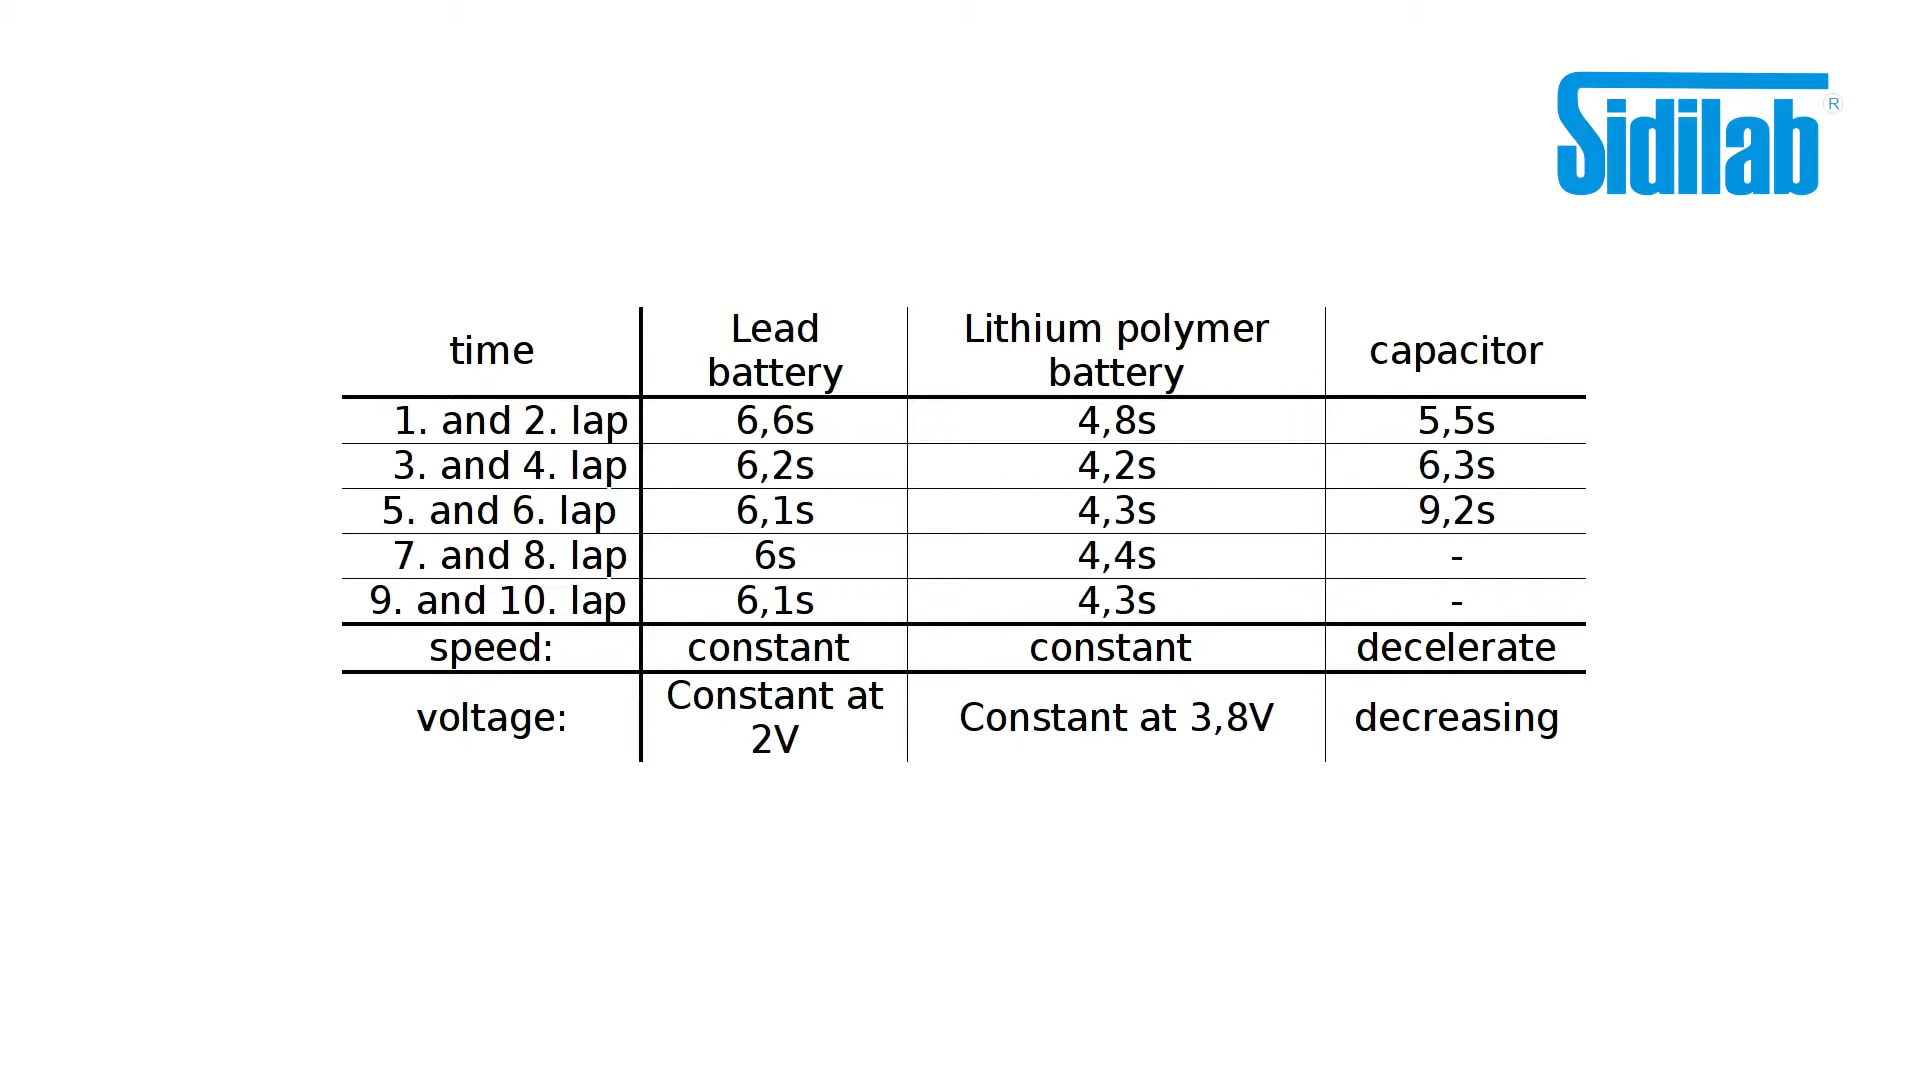 Sidilab ®
time Lead battery Lithium polymer battery capacitor
1. and 2. lap 6,6s 4,8s 5,5s
3. and 4. lap 6,2s 4,2s 6,3s
5. and 6. lap 6,1s 4,3s 9,2s
7. and 8. lap 6s 4,4s -
9. and 10. lap 6,1s 4,3s -
speed: constant constant decelerate
voltage: Constant at 2V Constant at 3,8V decreasing